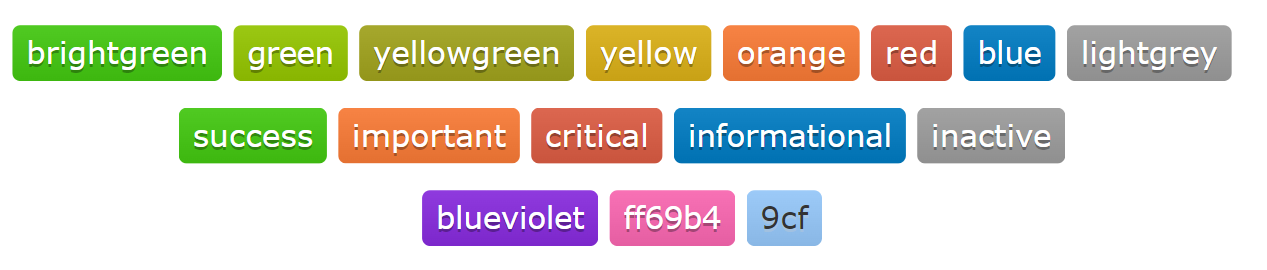 brightgreen green yellowgreen yellow orange red blue lightgrey
success important critical informational inactive
blueviolet ff69b4 9cf